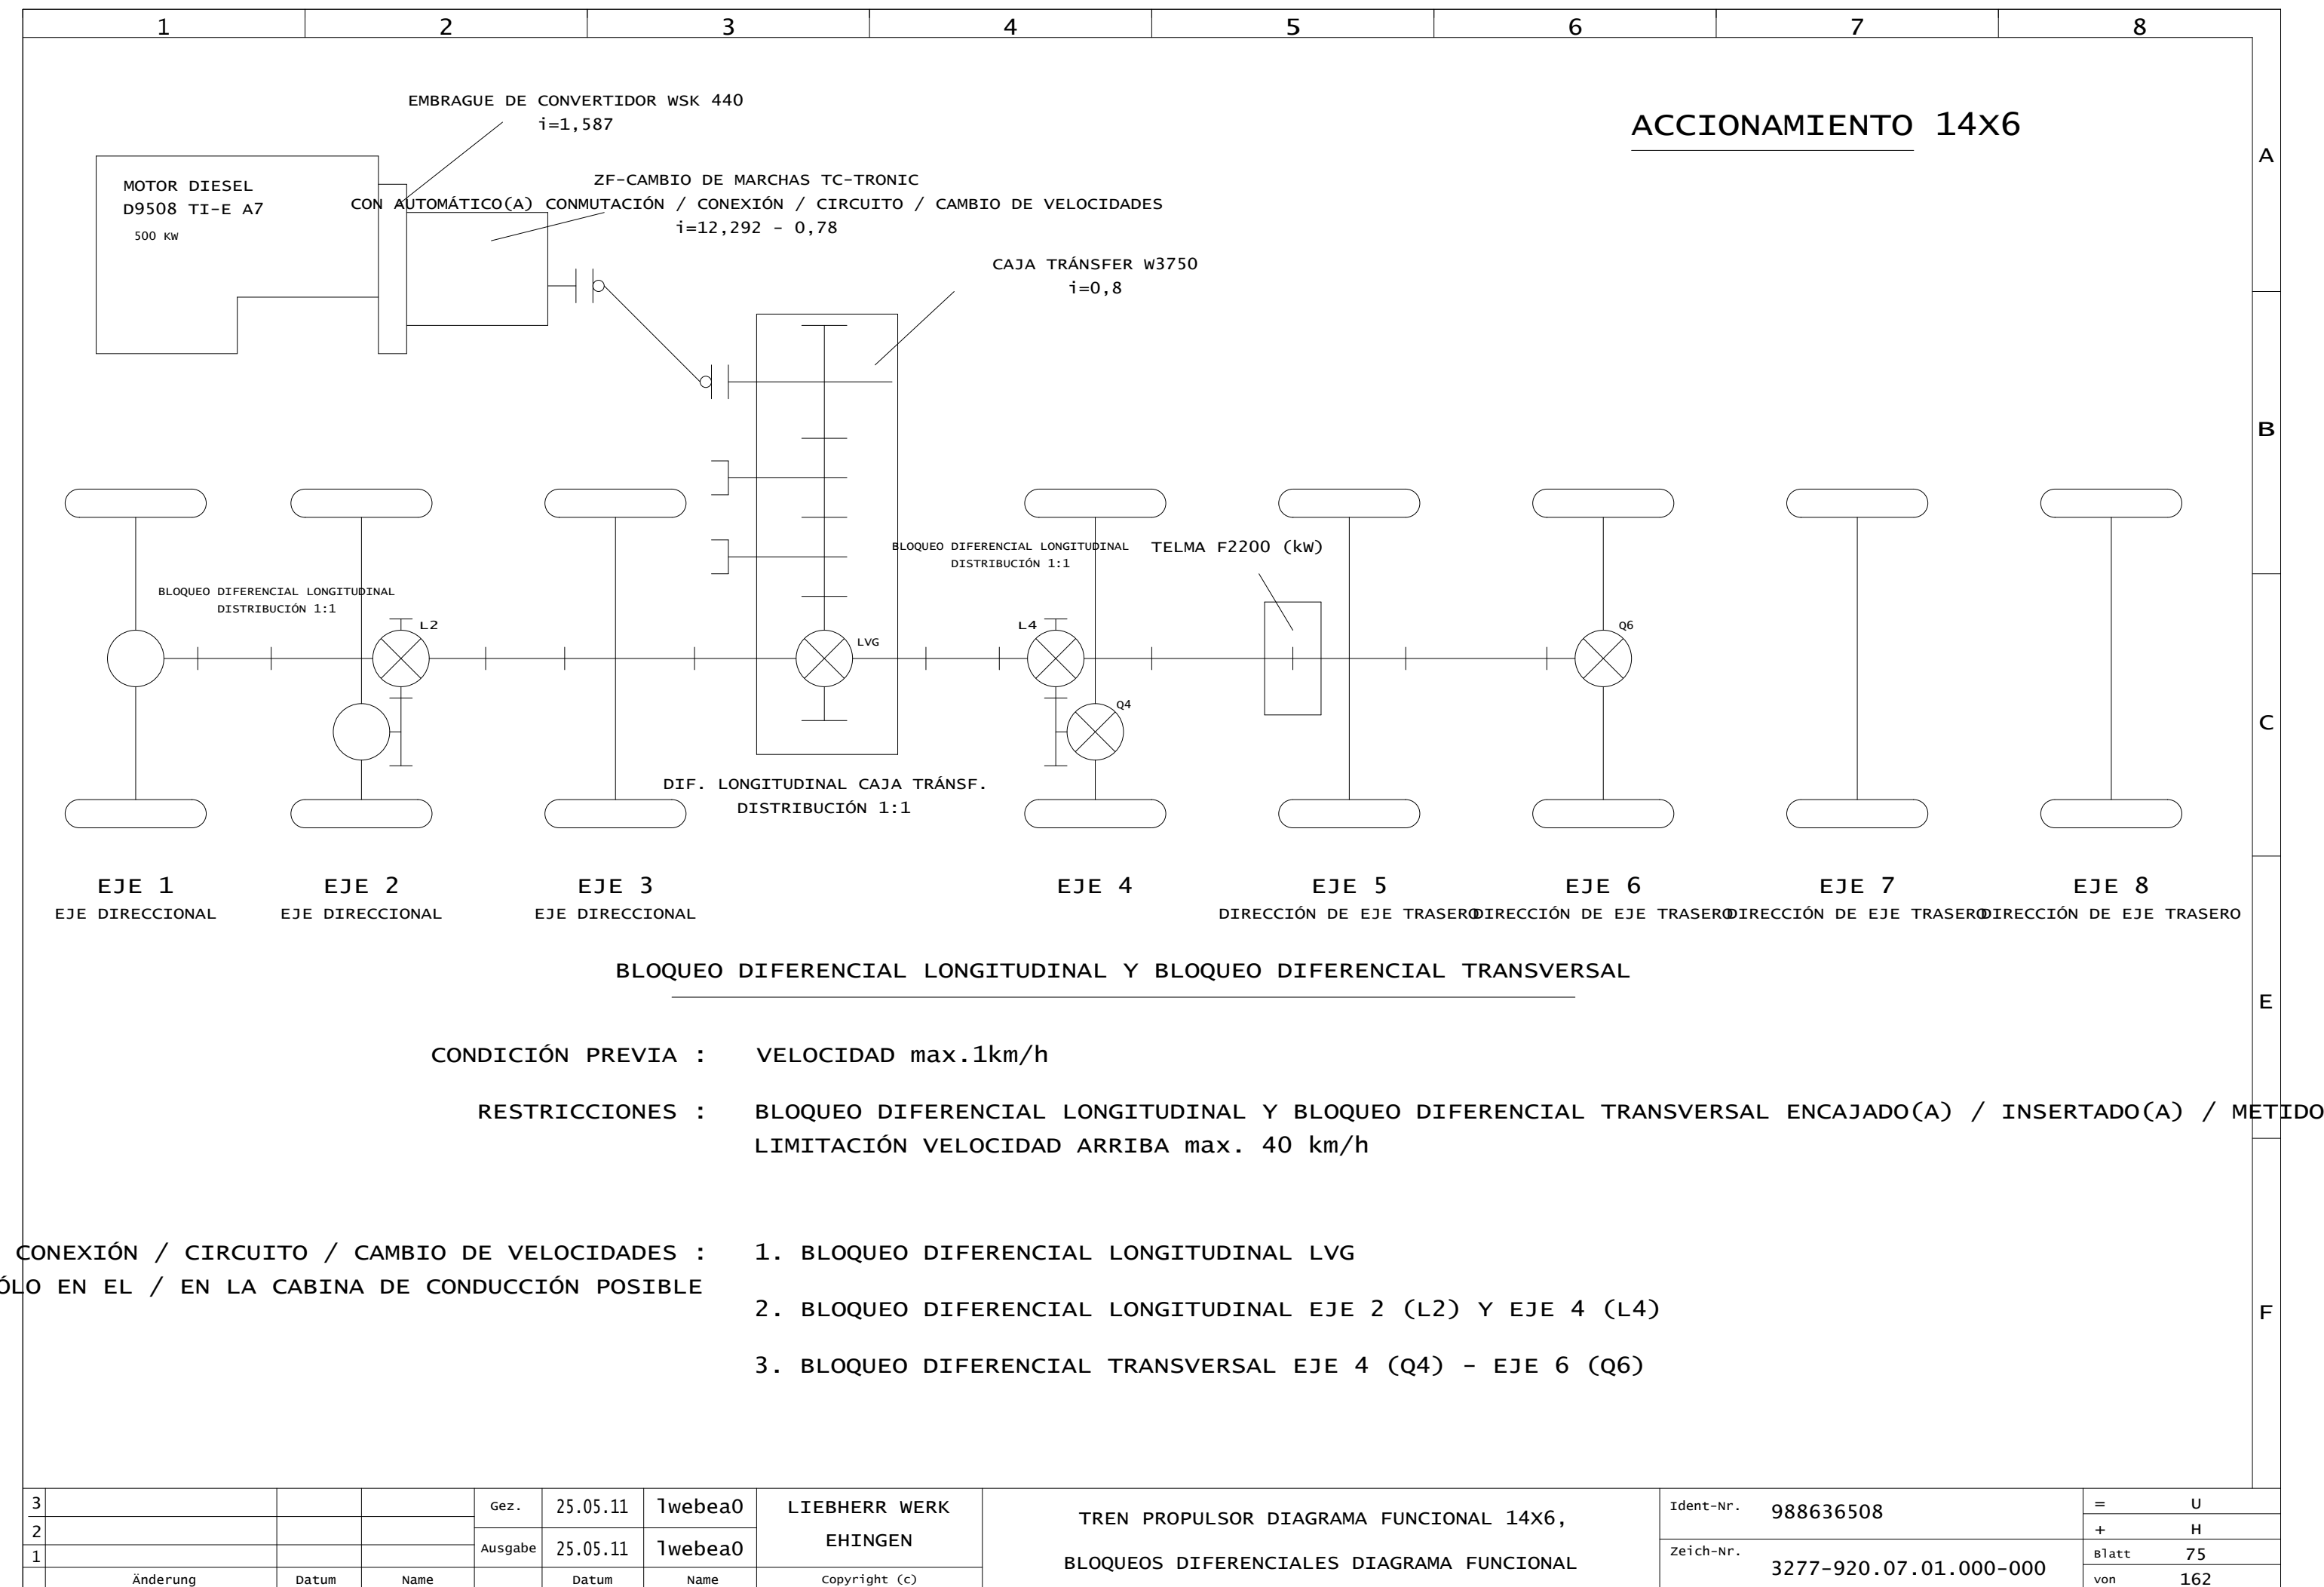 1 2 3 4 5 6 7 8
EMBRAGUE DE CONVERTIDOR WSK 440
i=1,587
ACCIONAMIENTO 14X6
A
MOTOR DIESEL
D9508 TI-E A7
500 KW
ZF-CAMBIO DE MARCHAS TC-TRONIC
CON AUTOMÁTICO(A) CONMUTACIÓN / CONEXIÓN / CIRCUITO / CAMBIO DE VELOCIDADES
i=12,292 - 0,78
CAJA TRÁNSFER W3750
i=0,8
B
BLOQUEO DIFERENCIAL LONGITUDINAL
DISTRIBUCIÓN 1:1
TELMA F2200 (kW)
BLOQUEO DIFERENCIAL LONGITUDINAL
DISTRIBUCIÓN 1:1
L2
LVG
L4
Q6
Q4
C
DIF. LONGITUDINAL CAJA TRÁNSF.
DISTRIBUCIÓN 1:1
EJE 1 EJE 2 EJE 3 EJE 4 EJE 5 EJE 6 EJE 7 EJE 8
EJE DIRECCIONAL EJE DIRECCIONAL EJE DIRECCIONAL DIRECCIÓN DE EJE TRASERO DIRECCIÓN DE EJE TRASERO DIRECCIÓN DE EJE TRASERO DIRECCIÓN DE EJE TRASERO
BLOQUEO DIFERENCIAL LONGITUDINAL Y BLOQUEO DIFERENCIAL TRANSVERSAL
E
CONDICIÓN PREVIA : VELOCIDAD max.1km/h
RESTRICCIONES : BLOQUEO DIFERENCIAL LONGITUDINAL Y BLOQUEO DIFERENCIAL TRANSVERSAL ENCAJADO(A) / INSERTADO(A) / METIDO
LIMITACIÓN VELOCIDAD ARRIBA max. 40 km/h
CONEXIÓN / CIRCUITO / CAMBIO DE VELOCIDADES : 1. BLOQUEO DIFERENCIAL LONGITUDINAL LVG
ÓLO EN EL / EN LA CABINA DE CONDUCCIÓN POSIBLE
2. BLOQUEO DIFERENCIAL LONGITUDINAL EJE 2 (L2) Y EJE 4 (L4)
F
3. BLOQUEO DIFERENCIAL TRANSVERSAL EJE 4 (Q4) - EJE 6 (Q6)
3
2
1
Änderung Datum Name
Gez. 25.05.11 lwebea0
Ausgabe 25.05.11 lwebea0
Datum Name
LIEBHERR WERK
EHINGEN
Copyright (c)
TREN PROPULSOR DIAGRAMA FUNCIONAL 14X6,
BLOQUEOS DIFERENCIALES DIAGRAMA FUNCIONAL
Ident-Nr. 988636508
Zeich-Nr. 3277-920.07.01.000-000
= U
+ H
Blatt 75
von 162